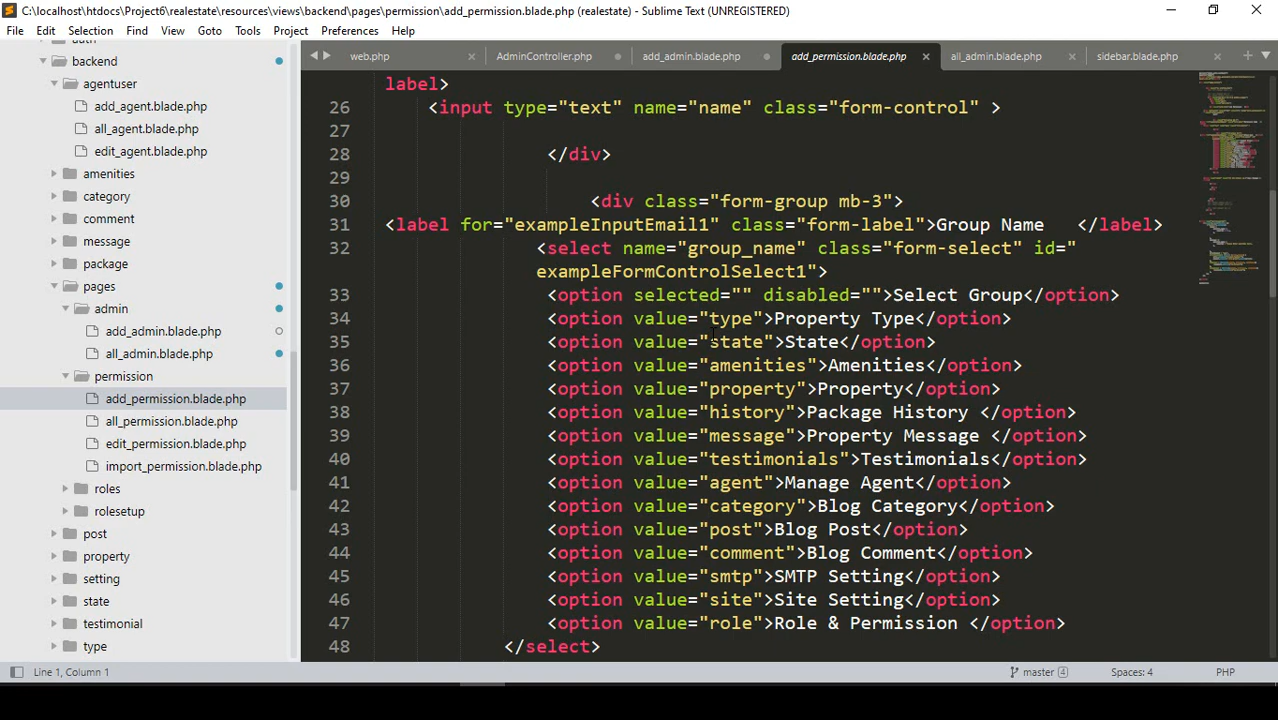 C:\localhost\htdocs\Project6\realestate\resources\views\backend\pages\permission\add_permission.blade.php (realestate) - Sublime Text (UNREGISTERED)
File Edit Selection Find View Goto Tools Project Preferences Help
web.php AdminController.php add_admin.blade.php add_permission.blade.php all_admin.blade.php sidebar.blade.php
backend
agentuser
add_agent.blade.php
all_agent.blade.php
edit_agent.blade.php
amenities
category
comment
message
package
pages
admin
add_admin.blade.php
all_admin.blade.php
permission
add_permission.blade.php
all_permission.blade.php
edit_permission.blade.php
import_permission.blade.php
roles
rolesetup
post
property
setting
state
testimonial
type
label>
26 <input type="text" name="name" class="form-control" >
27
28 </div>
29
30 <div class="form-group mb-3">
31 <label for="exampleInputEmail1" class="form-label">Group Name </label>
32 <select name="group_name" class="form-select" id="
exampleFormControlSelect1">
33 <option selected="" disabled="">Select Group</option>
34 <option value="type">Property Type</option>
35 <option value="state">State</option>
36 <option value="amenities">Amenities</option>
37 <option value="property">Property</option>
38 <option value="history">Package History </option>
39 <option value="message">Property Message </option>
40 <option value="testimonials">Testimonials</option>
41 <option value="agent">Manage Agent</option>
42 <option value="category">Blog Category</option>
43 <option value="post">Blog Post</option>
44 <option value="comment">Blog Comment</option>
45 <option value="smtp">SMTP Setting</option>
46 <option value="site">Site Setting</option>
47 <option value="role">Role & Permission </option>
48 </select>
Line 1, Column 1 master 4 Spaces: 4 PHP